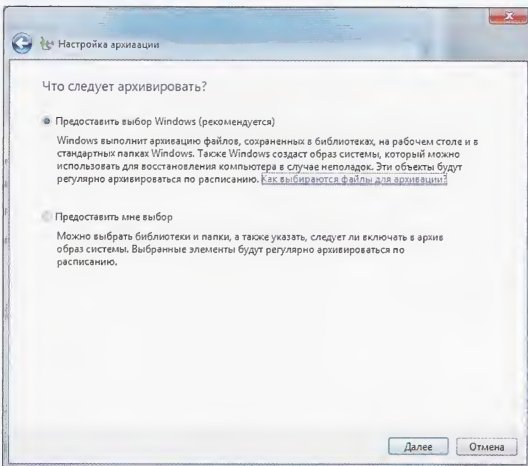 Настройка архивации
Что следует архивировать?
Предоставить выбор Windows (рекомендуется)
Windows выполнит архивацию файлов, сохраненных в библиотеках, на рабочем столе и в
стандартных папках Windows. Также Windows создаст образ системы, который можно
использовать для восстановления компьютера в случае неполадок. Эти объекты будут
регулярно архивироваться по расписанию. Как выбираются файлы для архивации?
Предоставить мне выбор
Можно выбрать библиотеки и папки, а также указать, следует ли включать в архив
образ системы. Выбранные элементы будут регулярно архивироваться по
расписанию.
Далее
Отмена